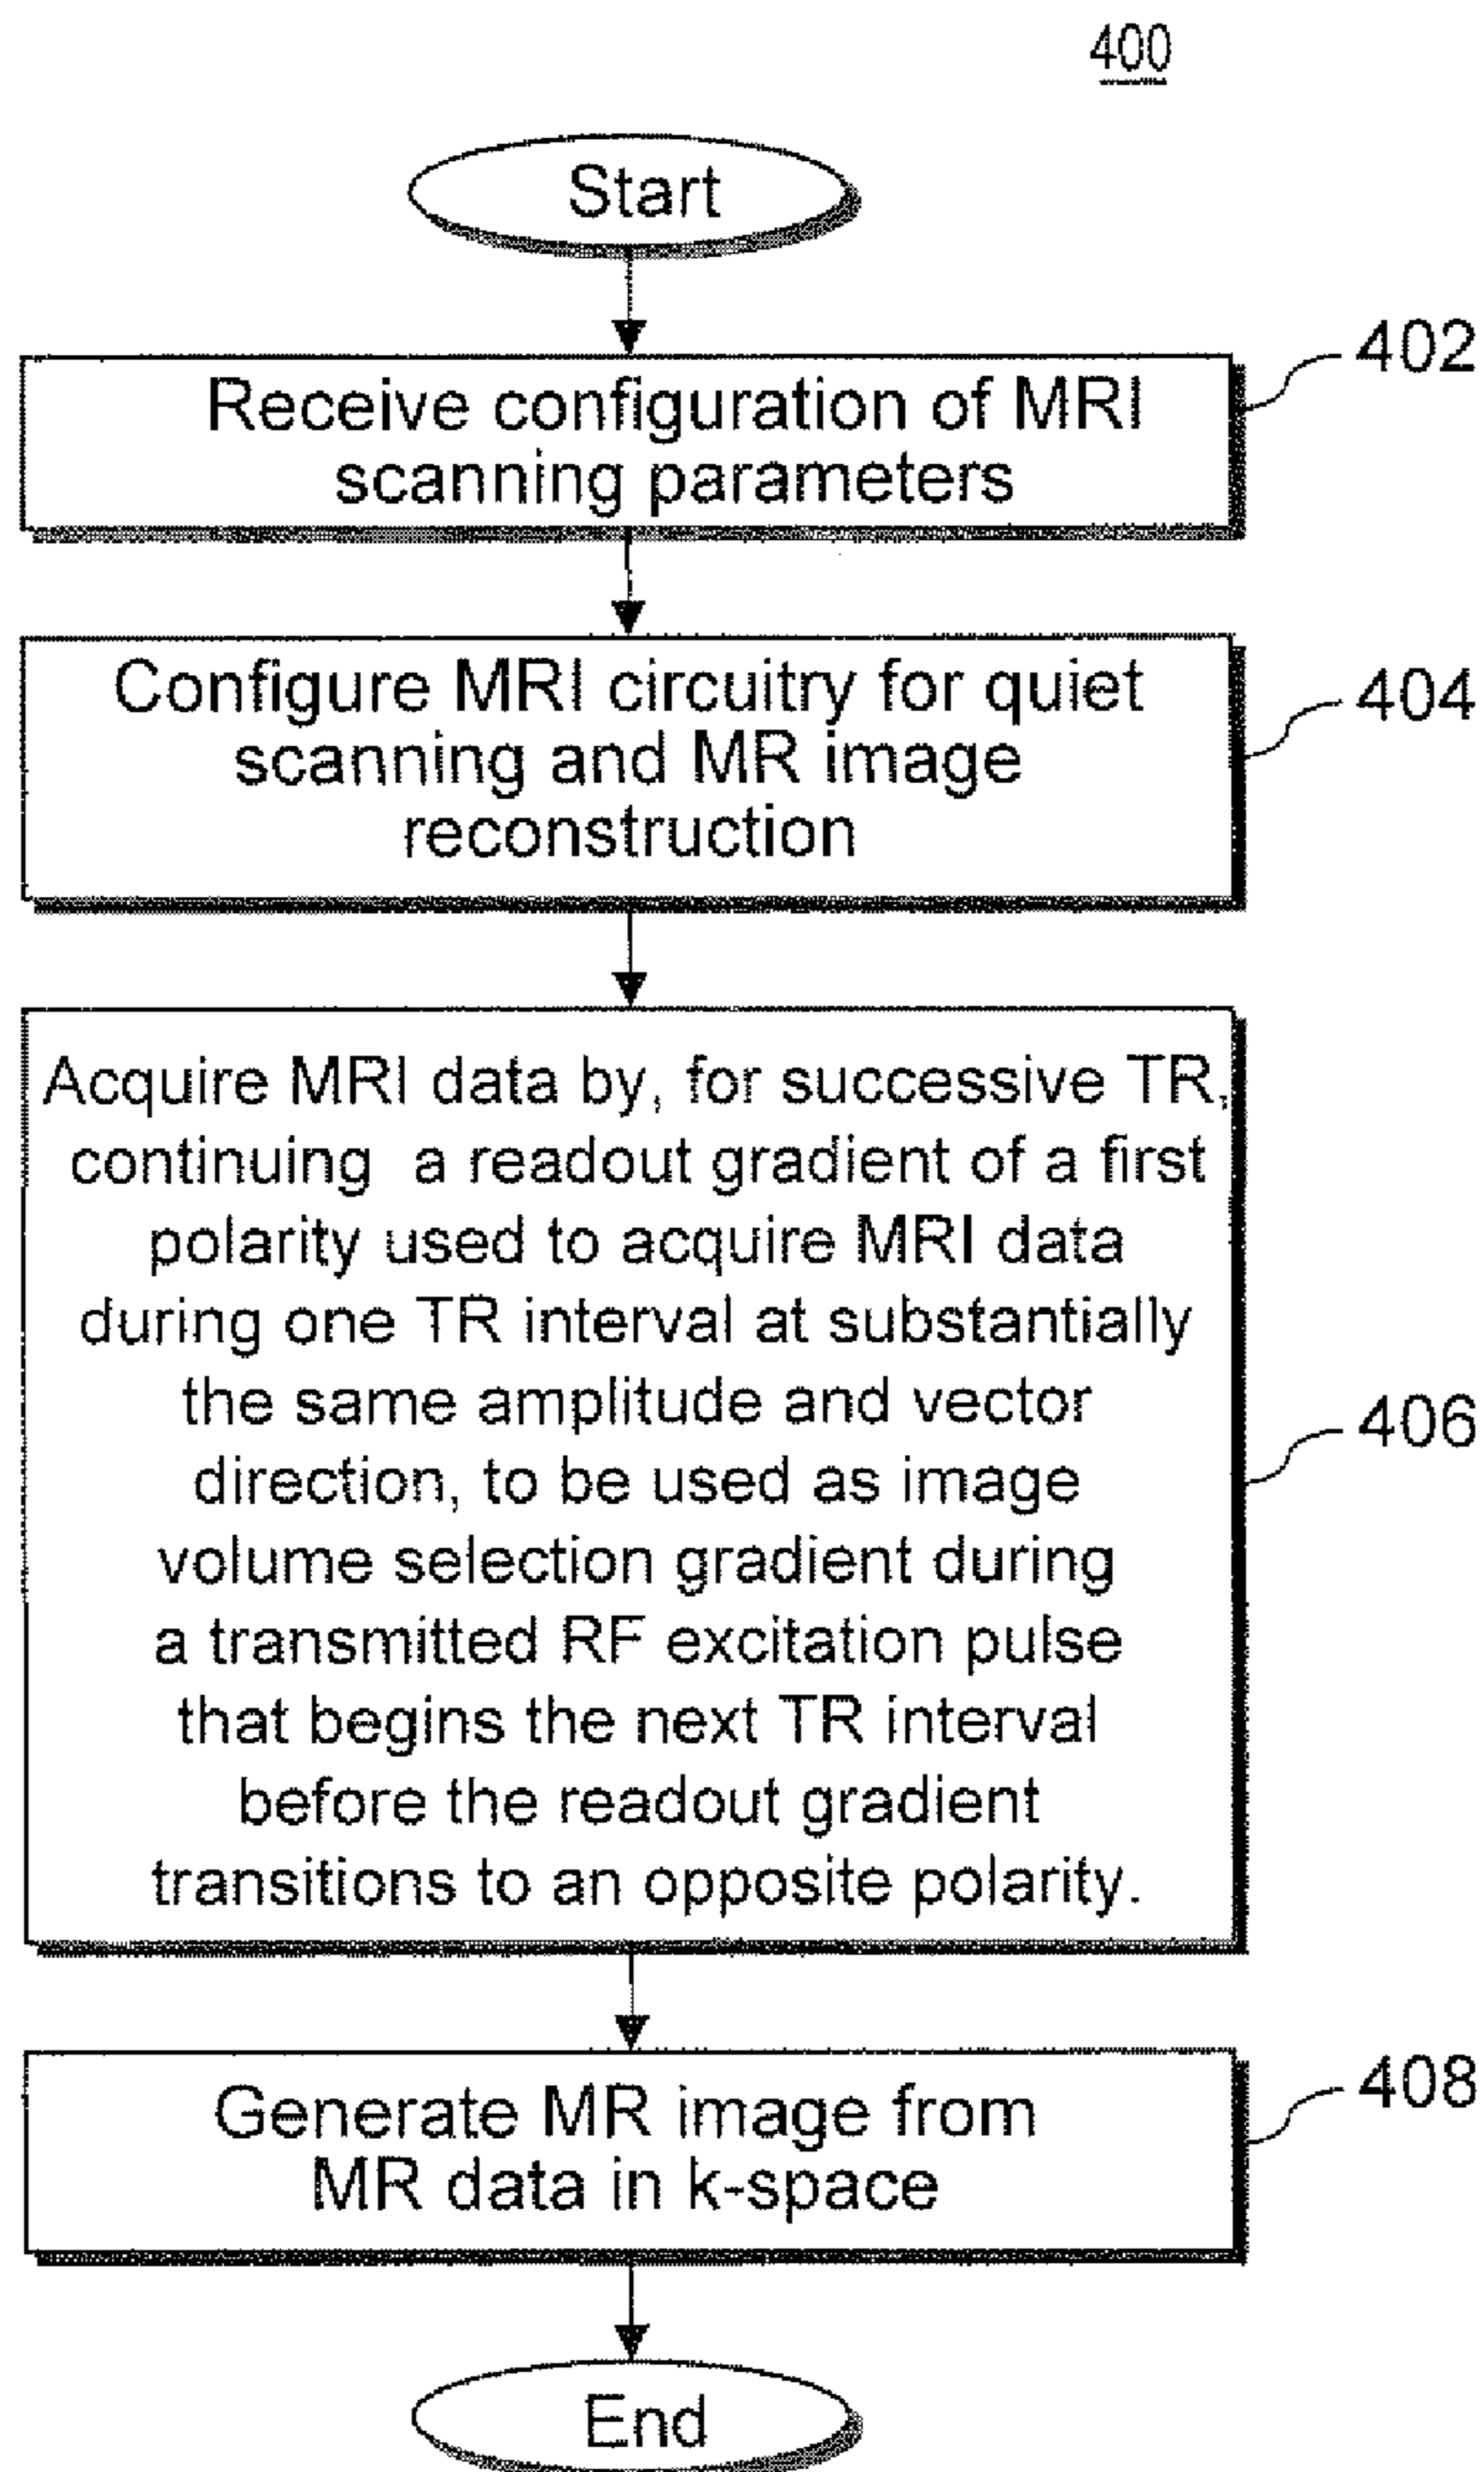 400
Start
Receive configuration of MRI
scanning parameters
402
Configure MRI circuitry for quiet
scanning and MR image
reconstruction
404
Acquire MRI data by, for successive TR,
continuing a readout gradient of a first
polarity used to acquire MRI data
during one TR interval at substantially
the same amplitude and vector
direction, to be used as image
volume selection gradient during
a transmitted RF excitation pulse
that begins the next TR interval
before the readout gradient
transitions to an opposite polarity.
406
Generate MR image from
MR data in k-space
408
End